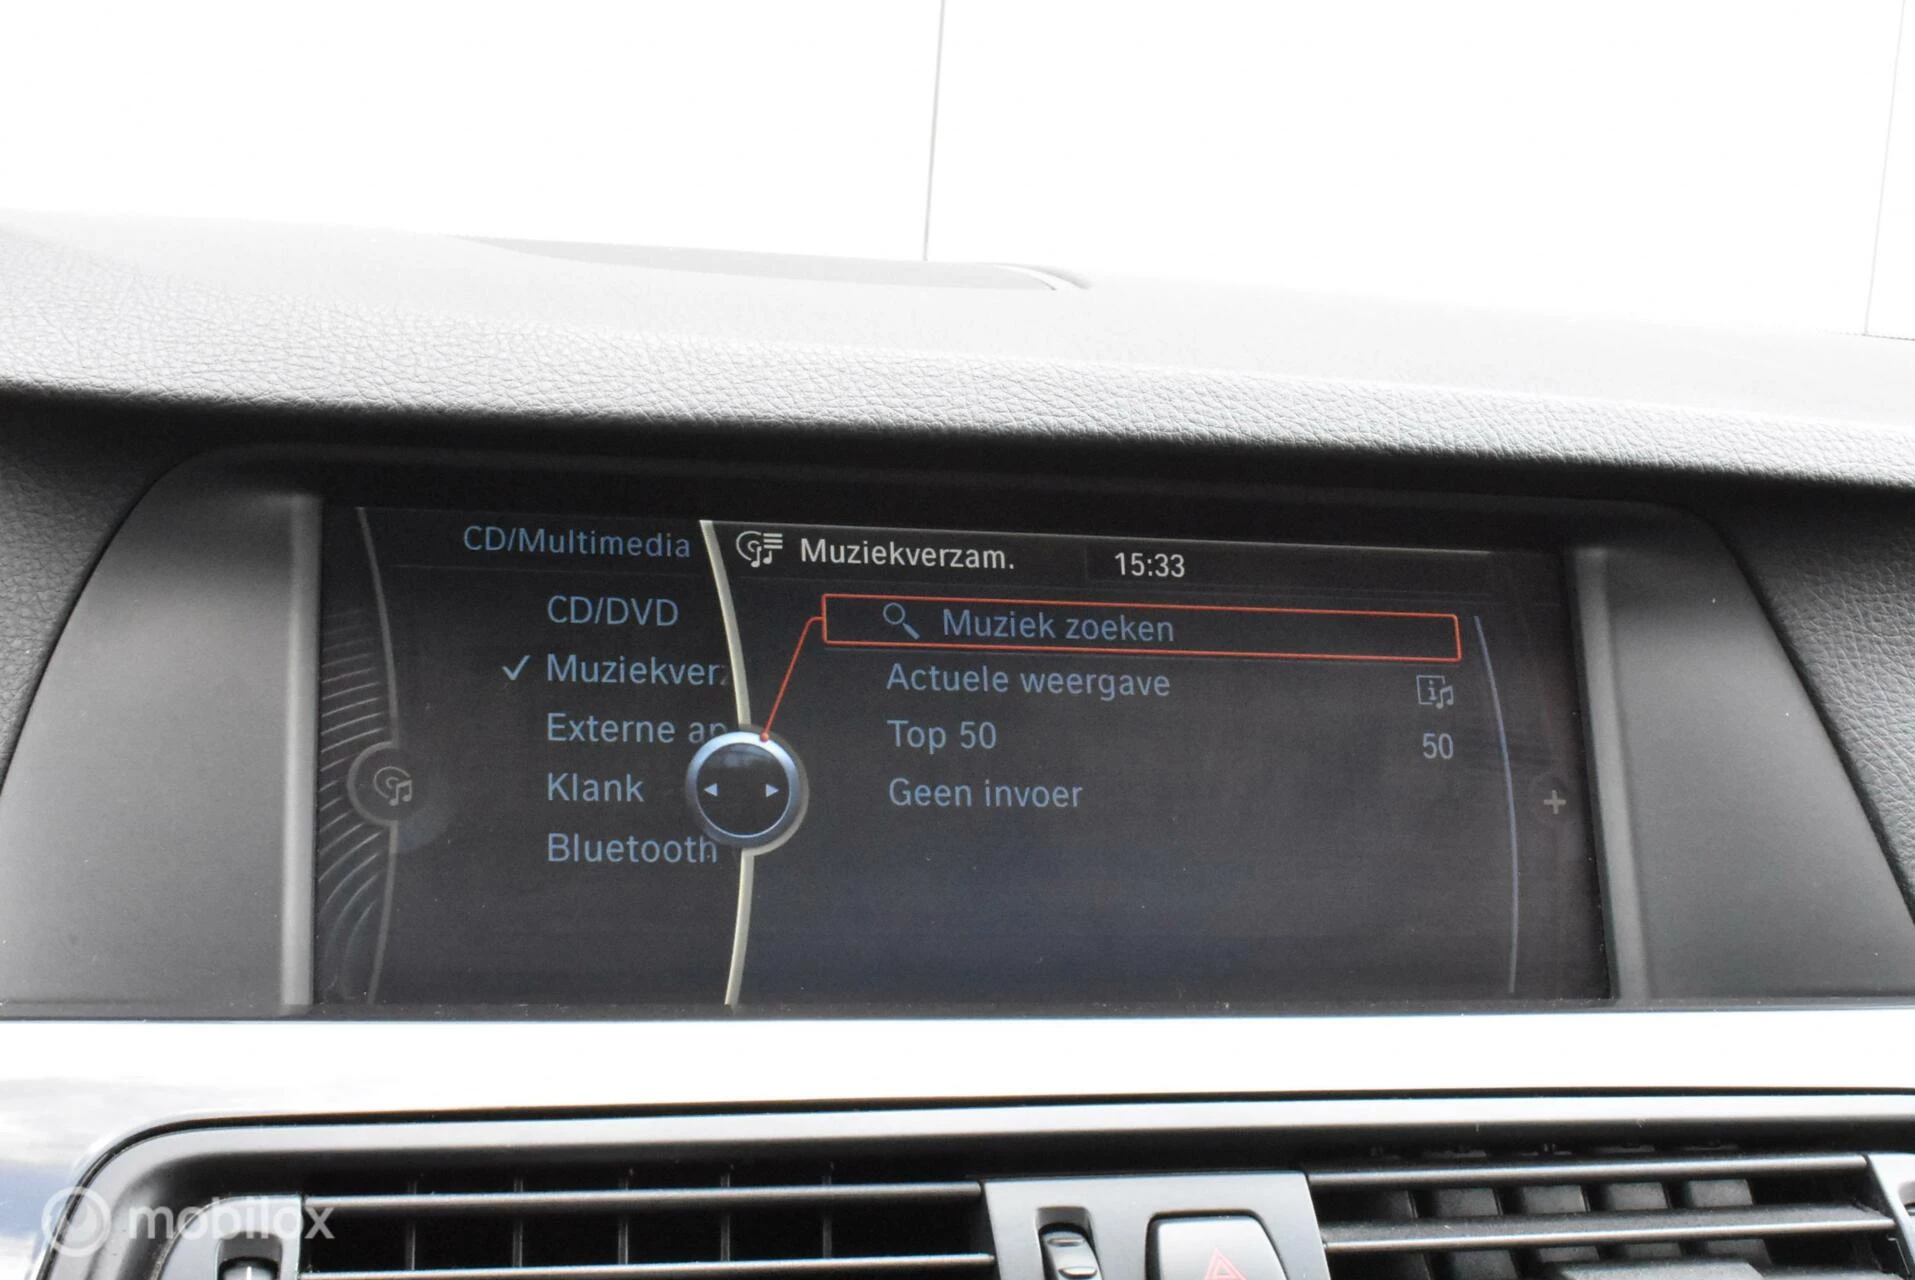 CD/Multimedia
CD/DVD
Muziekver
Externe ap
Klank
Bluetooth
Muziekverzam.
15:33
Muziek zoeken
Actuele weergave
Top 50
50
Geen invoer
mobilox